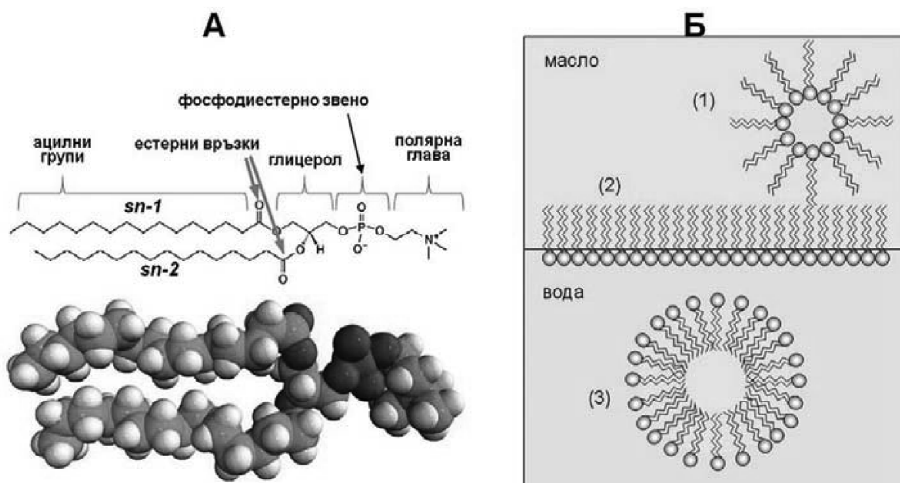 А
Б
фосфодиестерно звено
ацилни групи
естерни връзки
глицерол
полярна глава
sn-1
sn-2
O
O
O
O
H
O
P
O
O⁻
O
N⁺
масло
(1)
(2)
вода
(3)